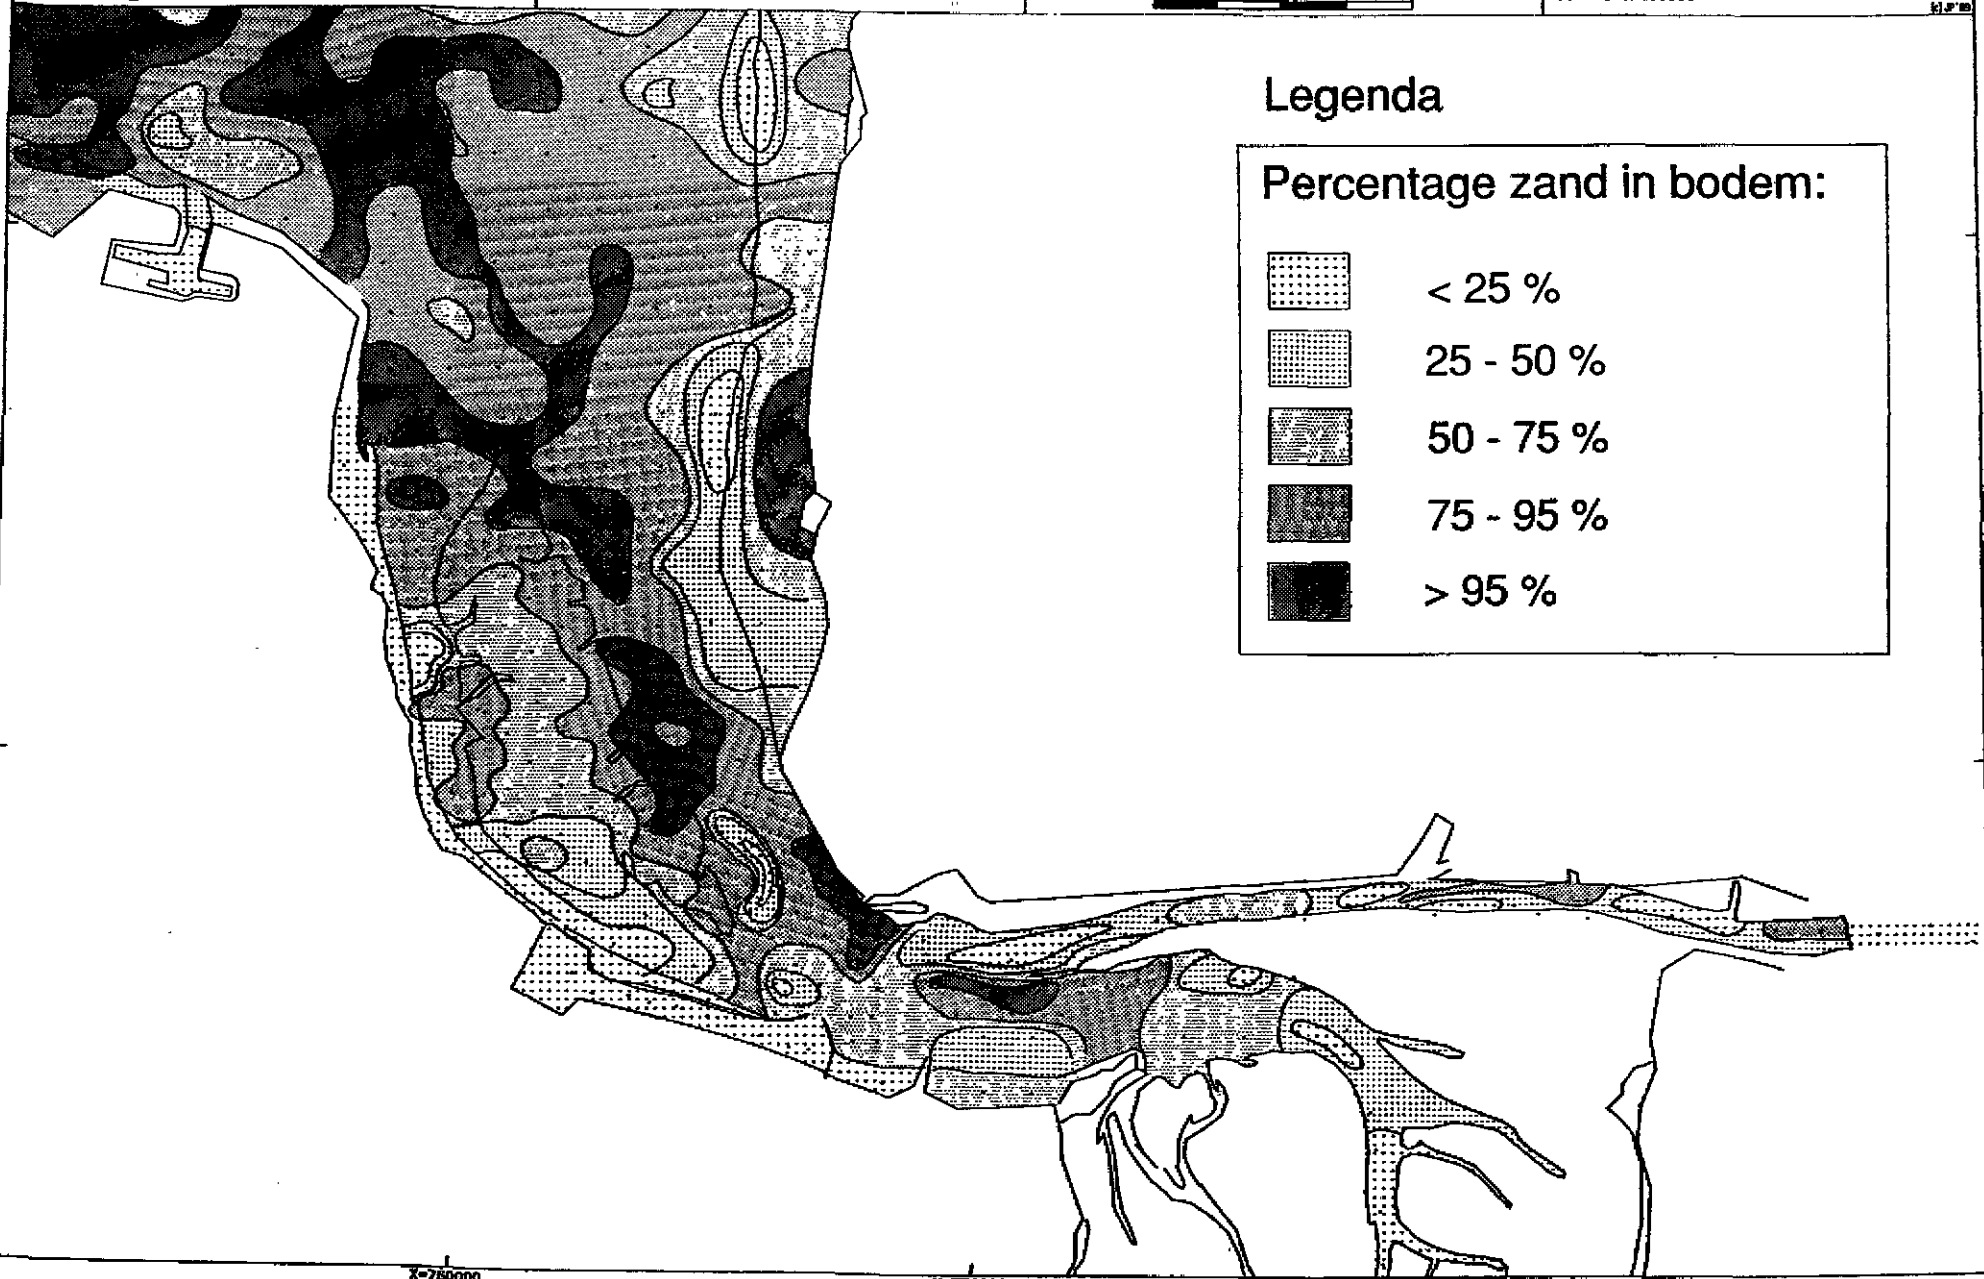 Legenda
Percentage zand in bodem:
< 25 %
25 - 50 %
50 - 75 %
75 - 95 %
> 95 %